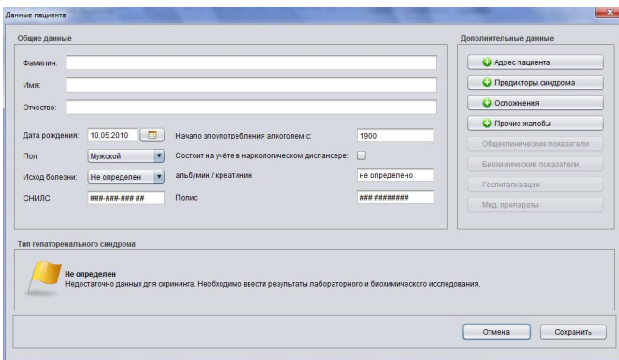 Данные пациента
Общие данные
Фамилия:
Имя:
Отчество:
Дата рождения: 10.05.2010 Начало злоупотребления алкоголем с: 1900
Пол Мужской Состоит на учёте в наркологическом диспансере:
Исход болезни: Не определен альбумин / креатинин не определено
СНИЛС ###-###-### ## Полис ### ########
Дополнительные данные
Адрес пациента
Предикторы синдрома
Осложнения
Прочие жалобы
Общеклинические показатели
Биохимические показатели
Госпитализации
Мед. препараты
Тип гепаторенального синдрома
Не определен
Недостаточно данных для скрининга. Необходимо ввести результаты лабораторного и биохимического исследования.
Отмена Сохранить